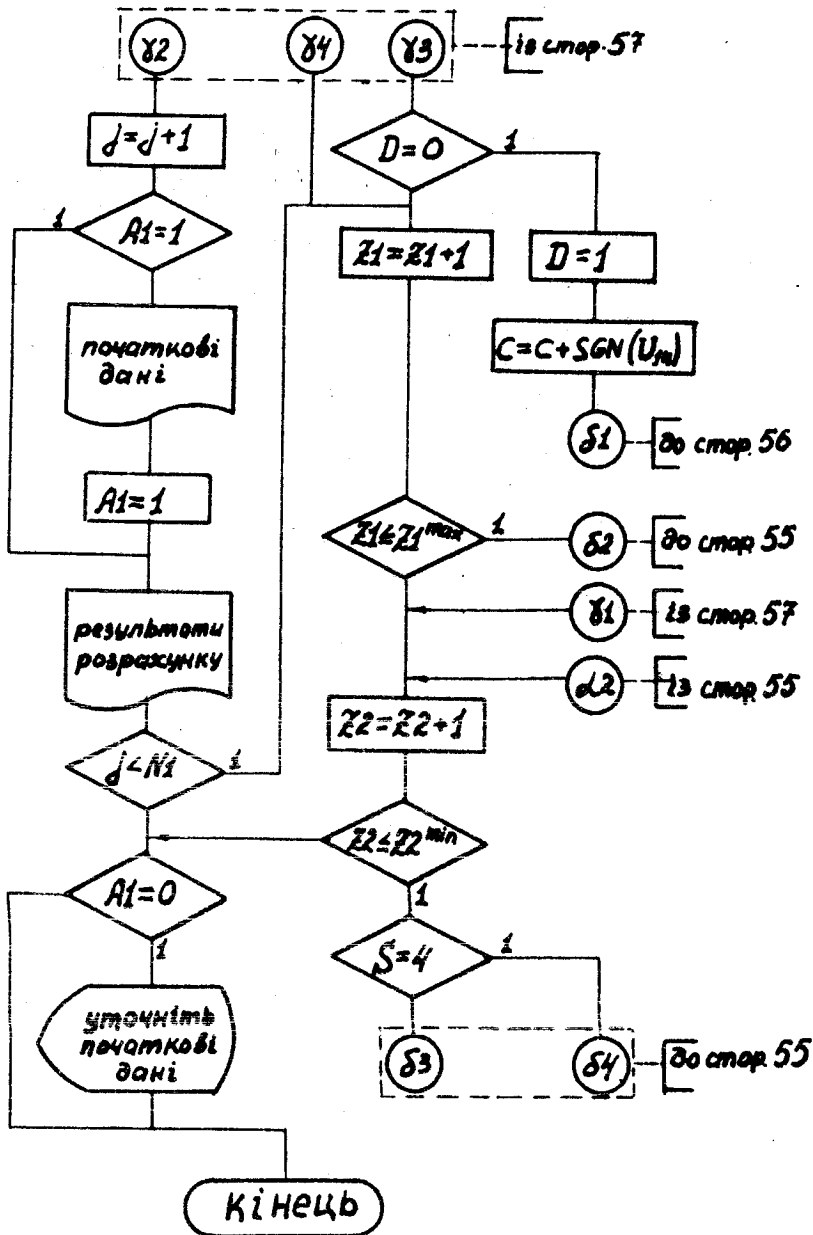 γ2 γ4 γ3 із стор. 57
j=j+1
D=0 1
1 A1=1
Z1=Z1+1 D=1
початкові
дані
C=C+SGN(U
δ1 до стор. 56
A1=1
Z1≤Z1max 1 δ2 до стор. 55
γ1 із стор. 57
результати
розрахунку
α2 із стор. 55
Z2=Z2+1
j<N1 1
Z2≤Z2min
A1=0
1
1
S=4 1
уточніть
початкові
дані
δ3 δ4 до стор. 55
кінець